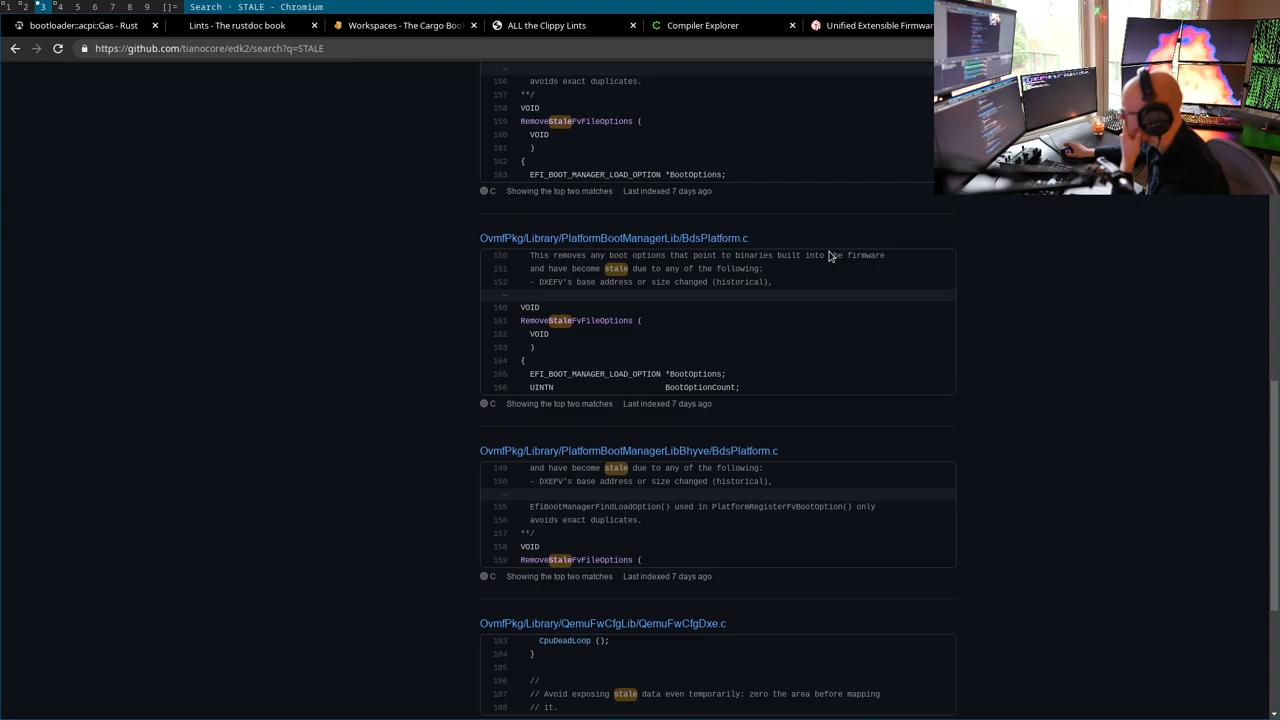 1 2 3 4 5 6 7 8 9 []= Search · STALE - Chromium
bootloader::acpi::Gas - Rust × Lints - The rustdoc book × Workspaces - The Cargo Boo × ALL the Clippy Lints × Compiler Explorer × Unified Extensible Firmwar
https://github.com/tianocore/edk2/search?q=STALE
156 avoids exact duplicates.
157 **/
158 VOID
159 RemoveStaleFvFileOptions (
160 VOID
161 )
162 {
163 EFI_BOOT_MANAGER_LOAD_OPTION *BootOptions;
C Showing the top two matches Last indexed 7 days ago
OvmfPkg/Library/PlatformBootManagerLib/BdsPlatform.c
150 This removes any boot options that point to binaries built into the firmware
151 and have become stale due to any of the following:
152 - DXEFV's base address or size changed (historical),
…
160 VOID
161 RemoveStaleFvFileOptions (
162 VOID
163 )
164 {
165 EFI_BOOT_MANAGER_LOAD_OPTION *BootOptions;
166 UINTN BootOptionCount;
C Showing the top two matches Last indexed 7 days ago
OvmfPkg/Library/PlatformBootManagerLibBhyve/BdsPlatform.c
149 and have become stale due to any of the following:
150 - DXEFV's base address or size changed (historical),
…
155 EfiBootManagerFindLoadOption() used in PlatformRegisterFvBootOption() only
156 avoids exact duplicates.
157 **/
158 VOID
159 RemoveStaleFvFileOptions (
C Showing the top two matches Last indexed 7 days ago
OvmfPkg/Library/QemuFwCfgLib/QemuFwCfgDxe.c
183 CpuDeadLoop ();
184 }
185
186 //
187 // Avoid exposing stale data even temporarily: zero the area before mapping
188 // it.